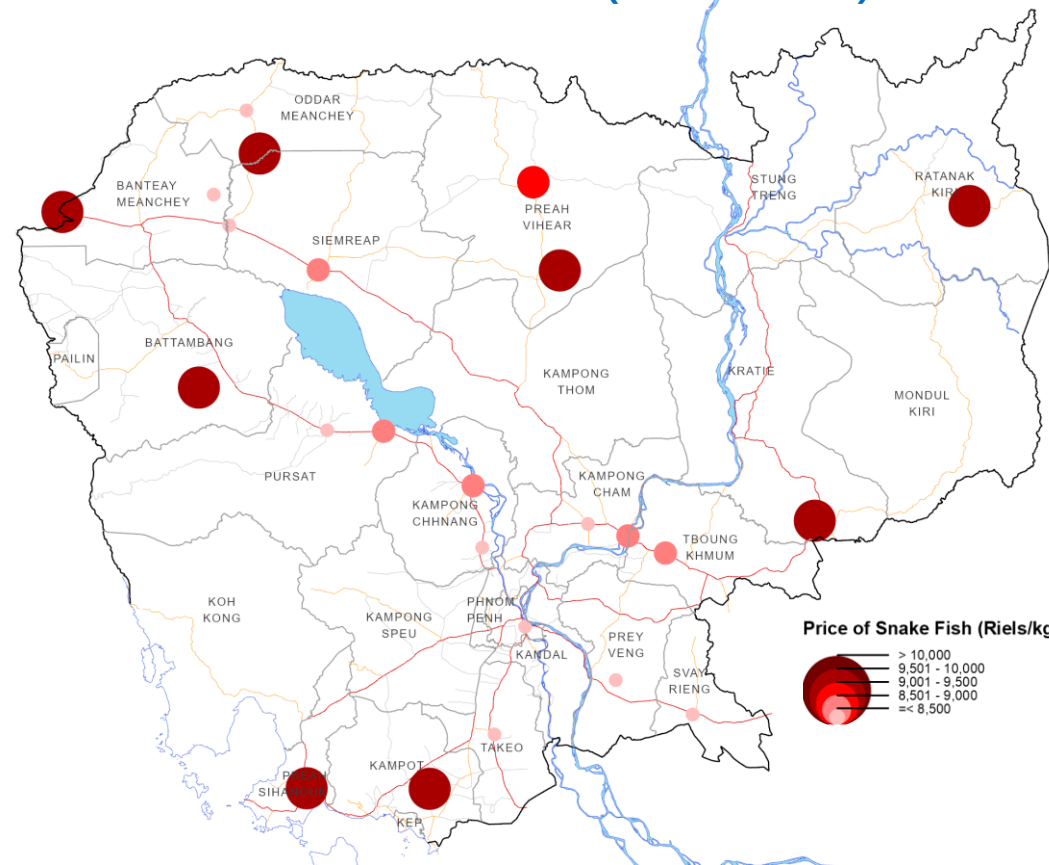 ODDAR
MEANCHEY
BANTEAY
MEANCHEY
STUNG
TRENG
RATANAK
KIRI
PREAH
VIHEAR
SIEMREAP
BATTAMBANG
PAILIN
KAMPONG
THOM
KRATIE
MONDUL
KIRI
PURSAT
KAMPONG
CHAM
KAMPONG
CHHNANG
TBOUNG
KHMUM
KOH
KONG
KAMPONG
SPEU
PHNOM
PENH
PREY
VENG
KANDAL
SVAY
RIENG
Price of Snake Fish (Riels/kg
> 10,000
9,501 - 10,000
9,001 - 9,500
8,501 - 9,000
=< 8,500
TAKEO
KAMPOT
PREAH
SIHANOUK
KEP